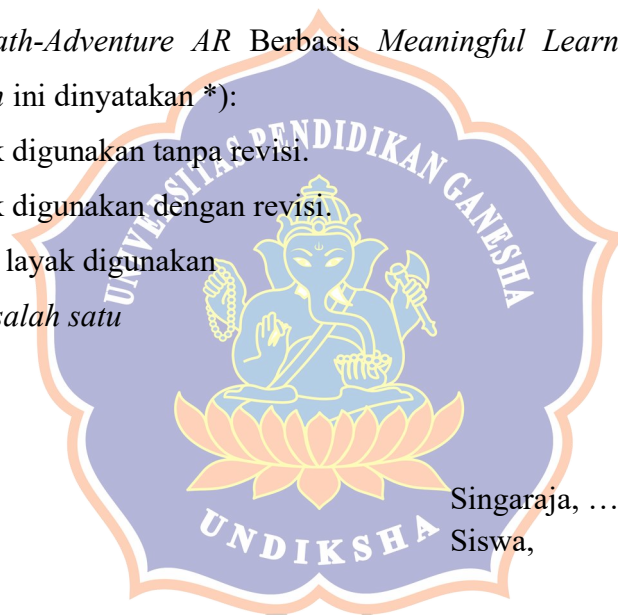 ath-Adventure AR Berbasis Meaningful Learn
ini dinyatakan *):
digunakan tanpa revisi.
digunakan dengan revisi.
layak digunakan
salah satu
Singaraja, …
Siswa,
UNIVERSITAS PENDIDIKAN GANESHA
UNDIKSHA